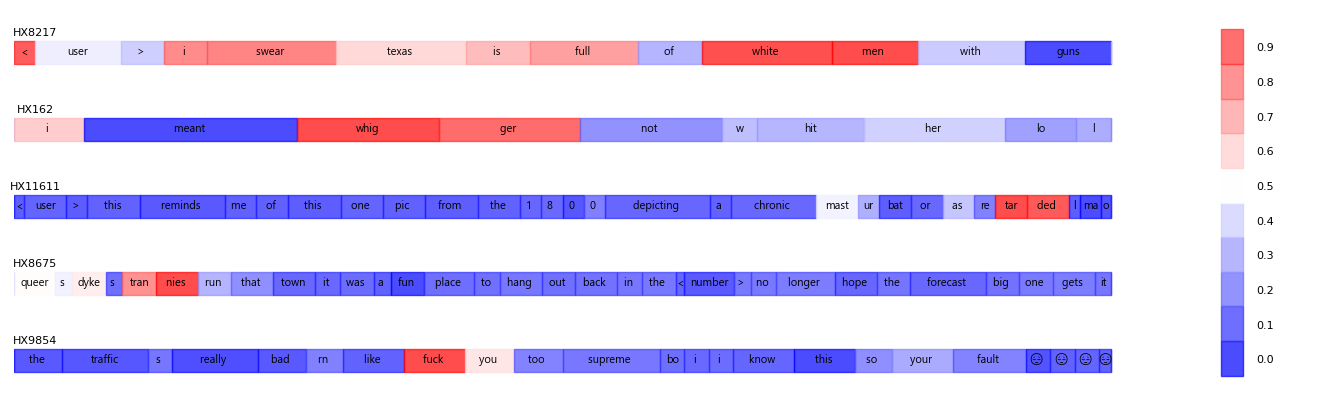 HX8217
< user > i swear texas is full of white men with guns
HX162
i meant whig ger not w hit her lo l
HX11611
< user > this reminds me of this one pic from the 1 8 0 0 depicting a chronic mast ur bat or as re tar ded l ma o
HX8675
queer s dyke s tran nies run that town it was a fun place to hang out back in the < number > no longer hope the forecast big one gets it
HX9854
the traffic s really bad rn like fuck you too supreme bo i i know this so your fault 😑 😑 😑 😑
0.9
0.8
0.7
0.6
0.5
0.4
0.3
0.2
0.1
0.0